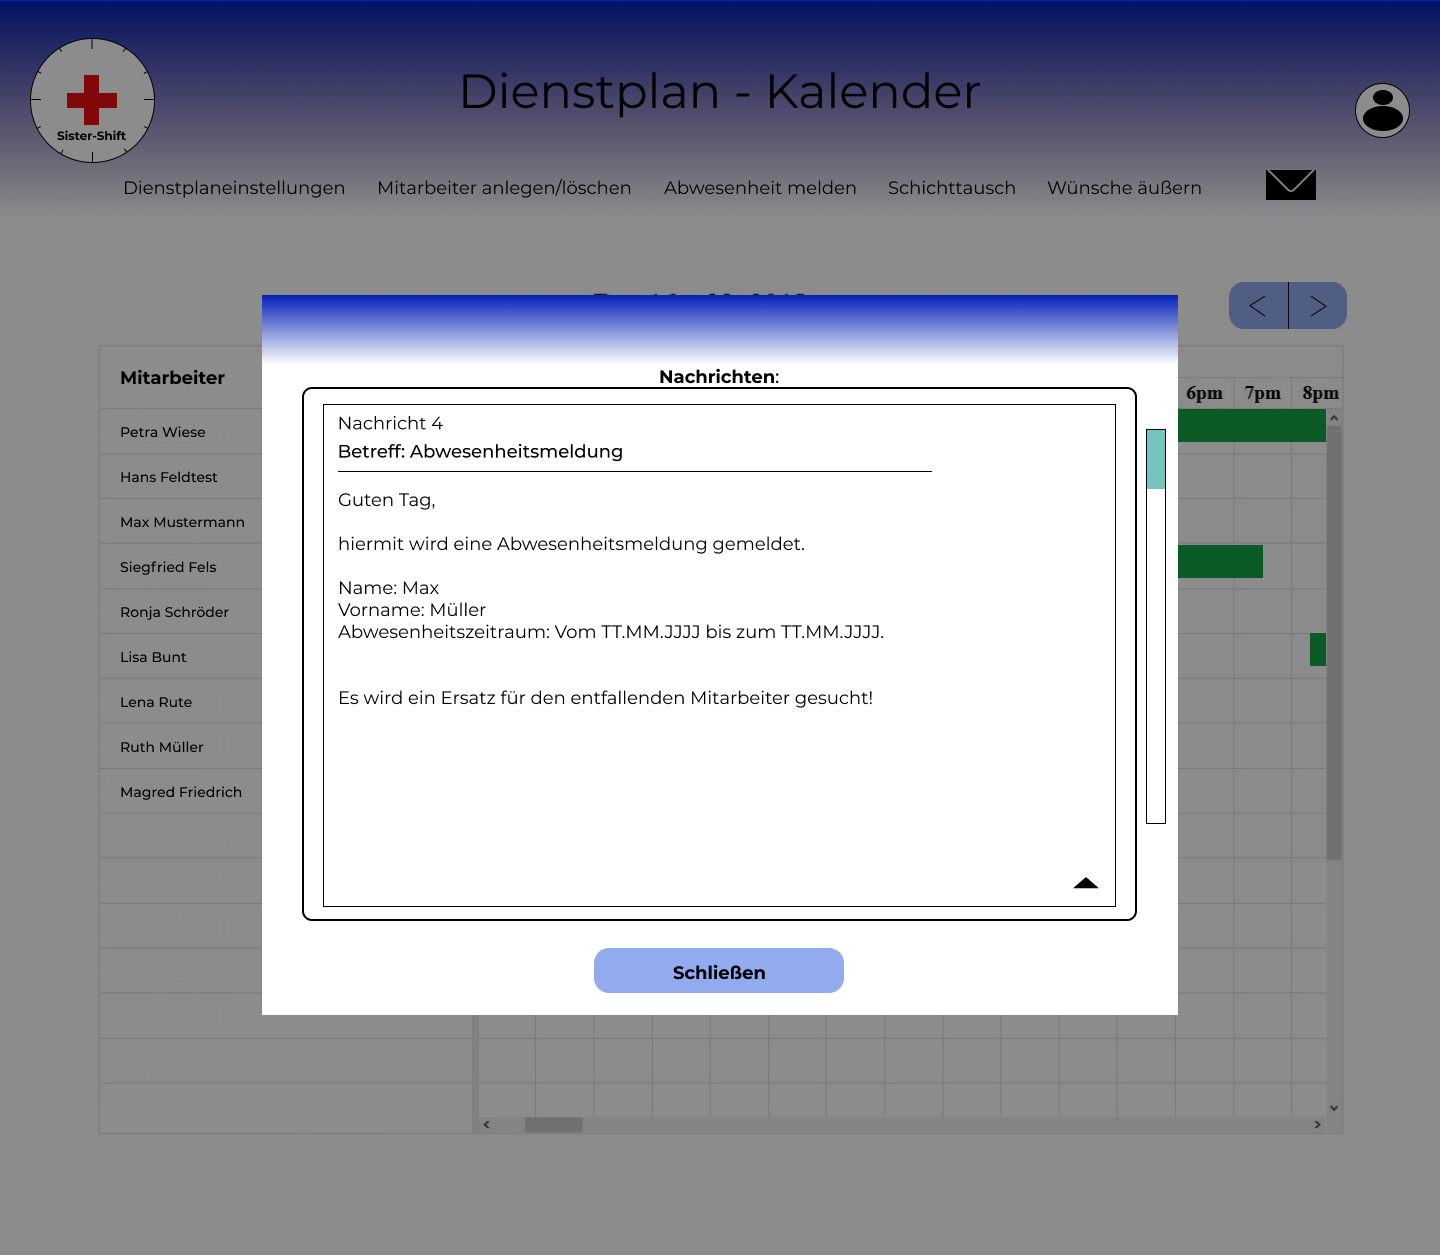 Dienstplan - Kalender
Sister-Shift
Dienstplaneinstellungen
Mitarbeiter anlegen/löschen
Abwesenheit melden
Schichttausch
Wünsche äußern
Mitarbeiter
6pm
7pm
8pm
Petra Wiese
Hans Feldtest
Max Mustermann
Siegfried Fels
Ronja Schröder
Lisa Bunt
Lena Rute
Ruth Müller
Magred Friedrich
Nachrichten:
Nachricht 4
Betreff: Abwesenheitsmeldung
Guten Tag,
hiermit wird eine Abwesenheitsmeldung gemeldet.
Name: Max
Vorname: Müller
Abwesenheitszeitraum: Vom TT.MM.JJJJ bis zum TT.MM.JJJJ.
Es wird ein Ersatz für den entfallenden Mitarbeiter gesucht!
Schließen